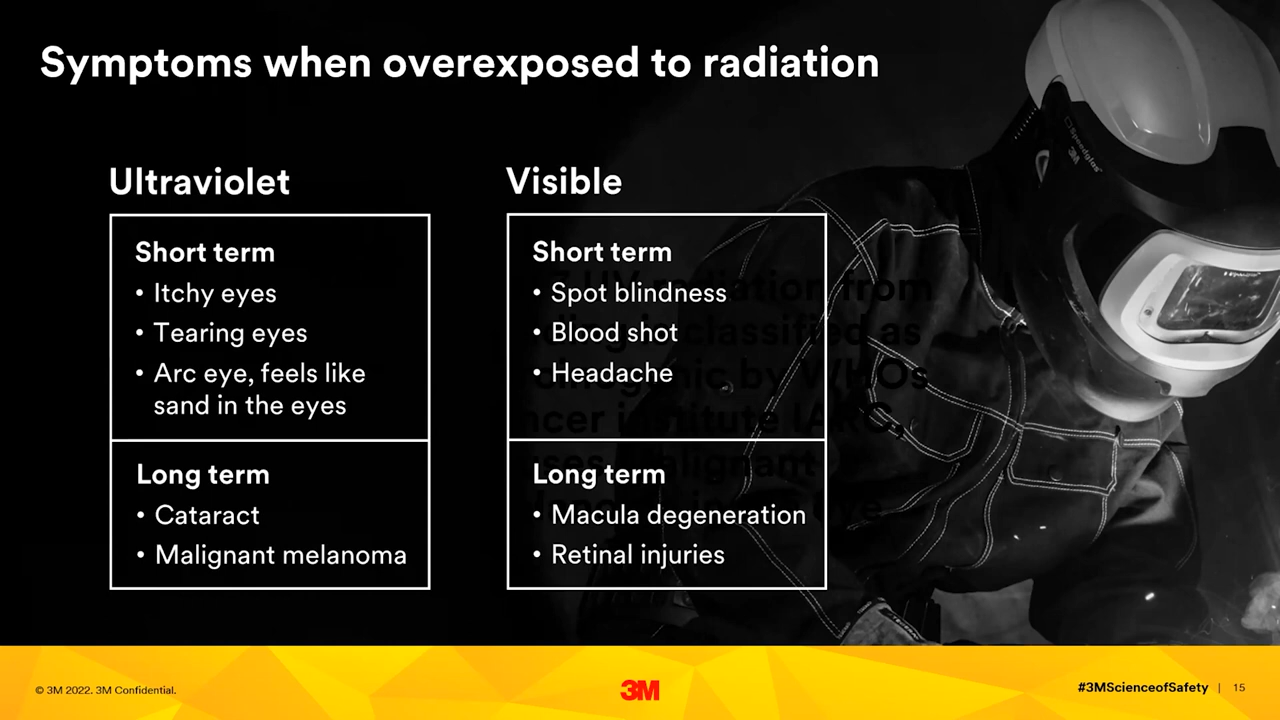 Symptoms when overexposed to radiation
Ultraviolet
Short term
• Itchy eyes
• Tearing eyes
• Arc eye, feels like
sand in the eyes
Long term
• Cataract
• Malignant melanoma
Visible
Short term
• Spot blindness
• Blood shot
• Headache
Long term
• Macula degeneration
• Retinal injuries
Speedglas
3M
© 3M 2022. 3M Confidential.
3M
#3MScienceofSafety | 15